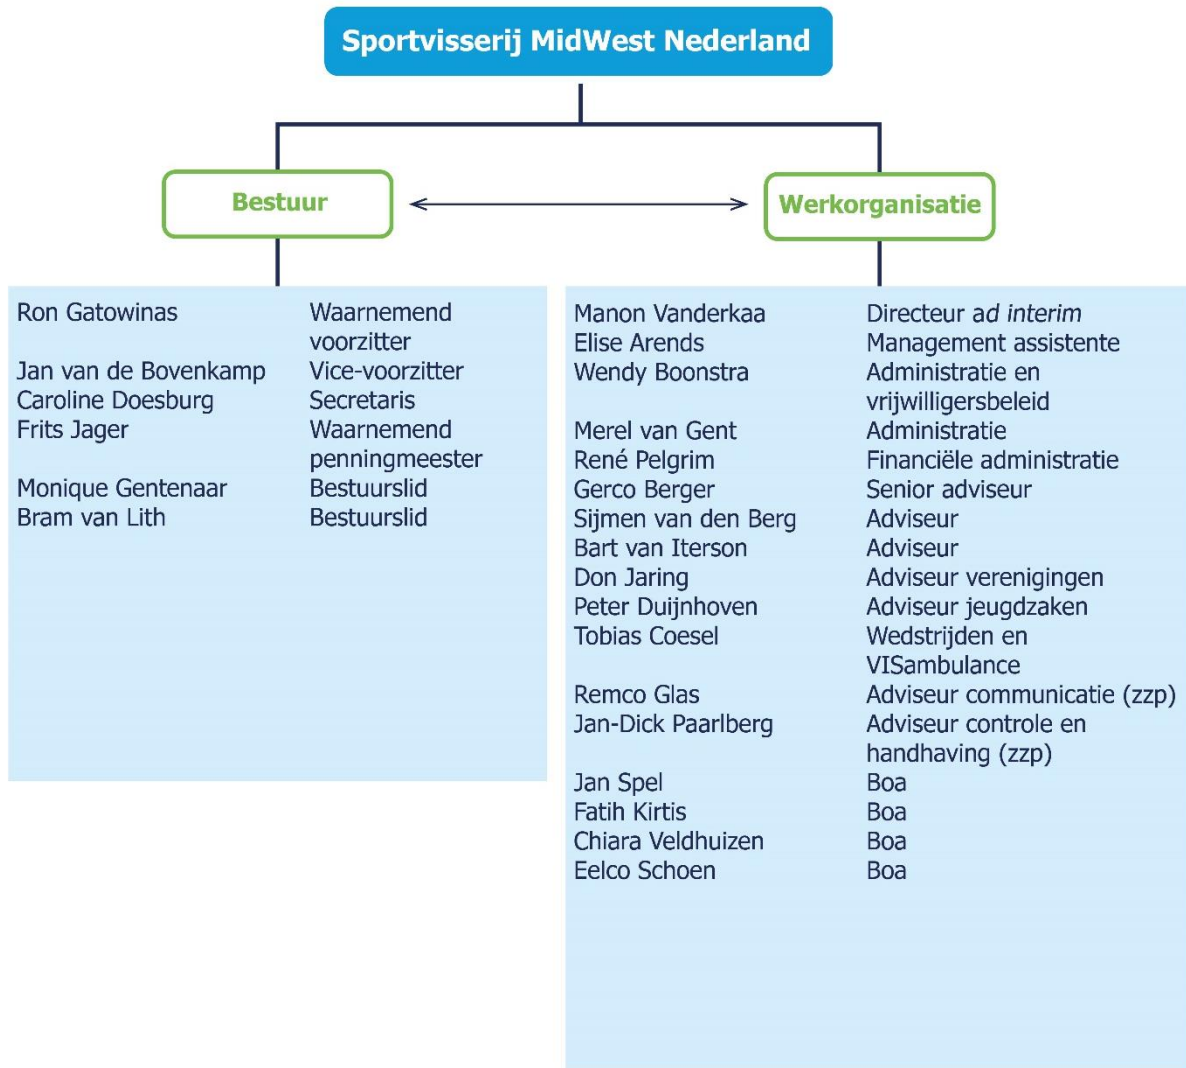 Sportvisserij MidWest Nederland
Bestuur
Werkorganisatie
Ron Gatowinas Waarnemend
voorzitter
Jan van de Bovenkamp Vice-voorzitter
Caroline Doesburg Secretaris
Frits Jager Waarnemend
penningmeester
Monique Gentenaar Bestuurslid
Bram van Lith Bestuurslid
Manon Vanderkaa Directeur ad interim
Elise Arends Management assistente
Wendy Boonstra Administratie en
vrijwilligersbeleid
Merel van Gent Administratie
René Pelgrim Financiële administratie
Gerco Berger Senior adviseur
Sijmen van den Berg Adviseur
Bart van Iterson Adviseur
Don Jaring Adviseur verenigingen
Peter Duijnhoven Adviseur jeugdzaken
Tobias Coesel Wedstrijden en
VISambulance
Remco Glas Adviseur communicatie (zzp)
Jan-Dick Paarlberg Adviseur controle en
handhaving (zzp)
Jan Spel Boa
Fatih Kirtis Boa
Chiara Veldhuizen Boa
Eelco Schoen Boa